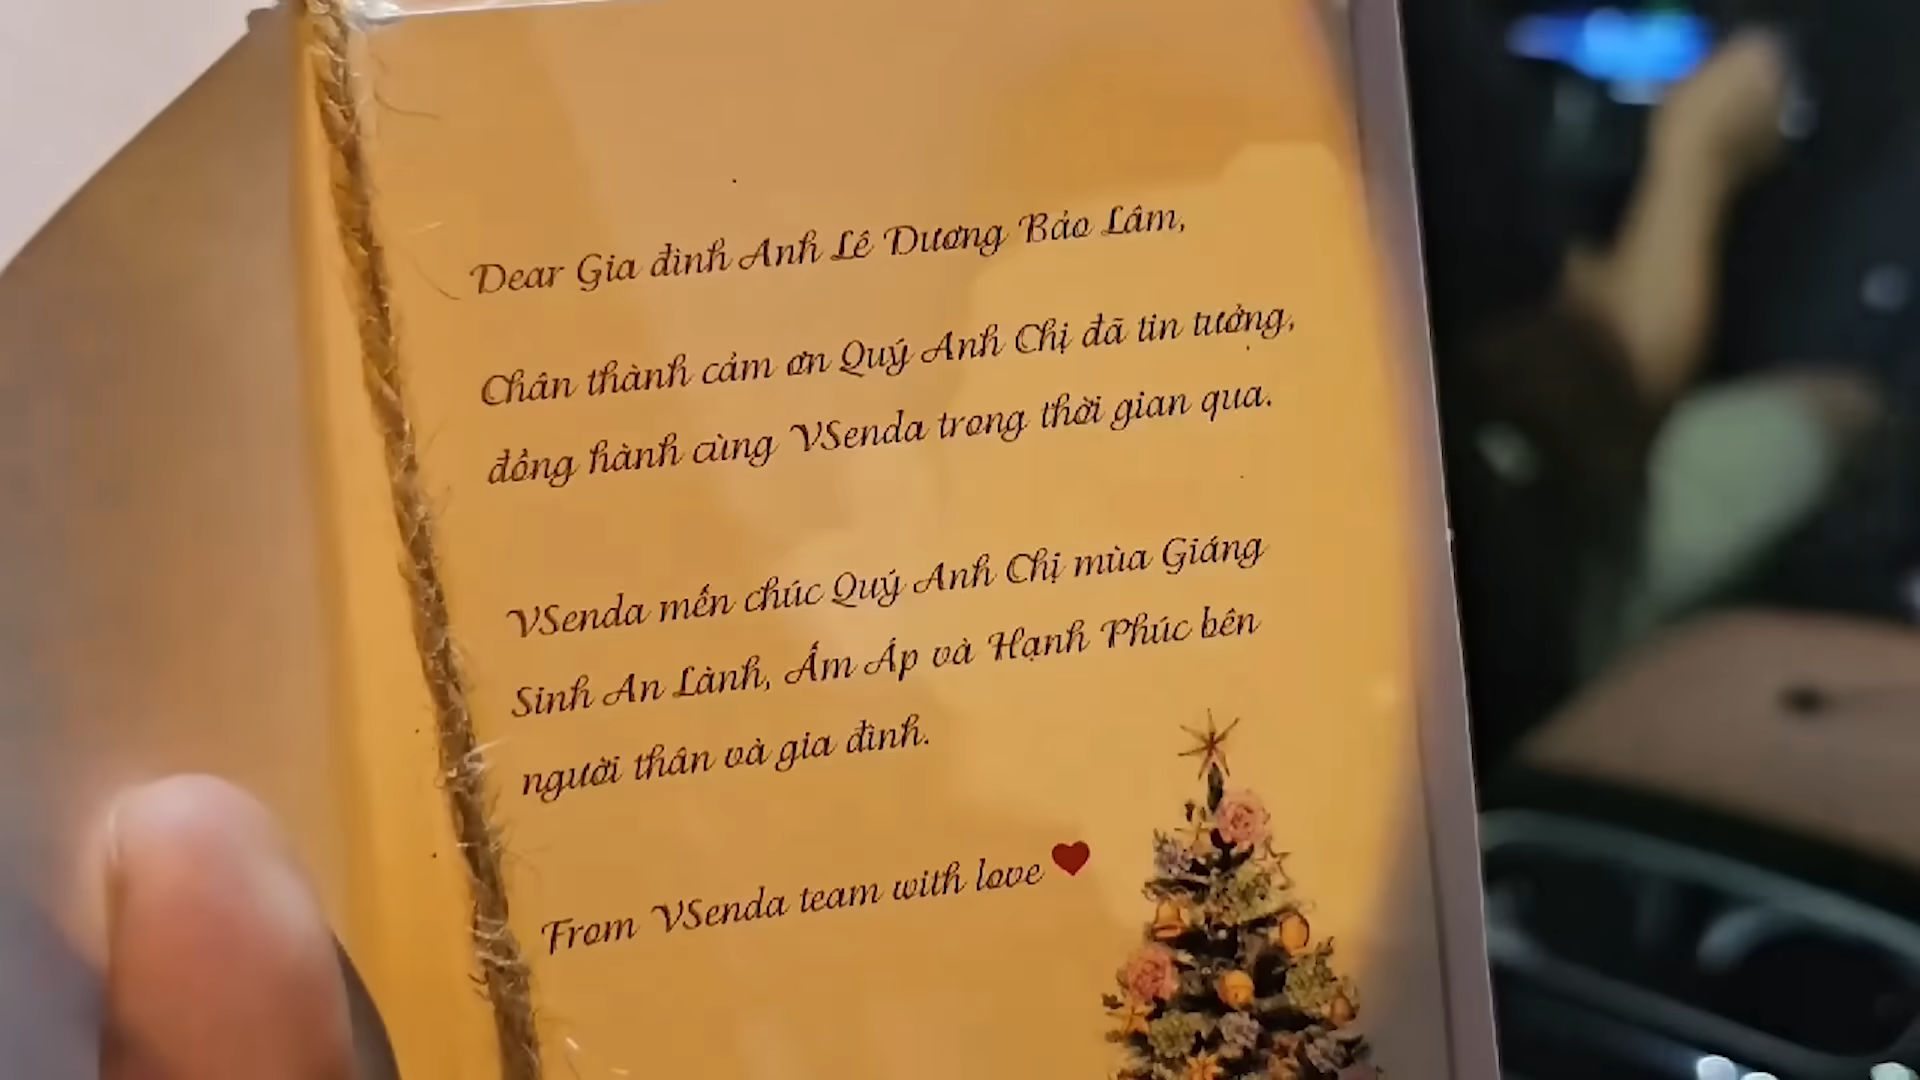 Dear Gia đình Anh Lê Dương Bảo Lâm,
Chân thành cảm ơn Quý Anh Chị đã tin tưởng,
đồng hành cùng VSenda trong thời gian qua.
VSenda mến chúc Quý Anh Chị mùa Giáng
Sinh An Lành, Ấm Áp và Hạnh Phúc bên
người thân và gia đình.
From VSenda team with love ❤